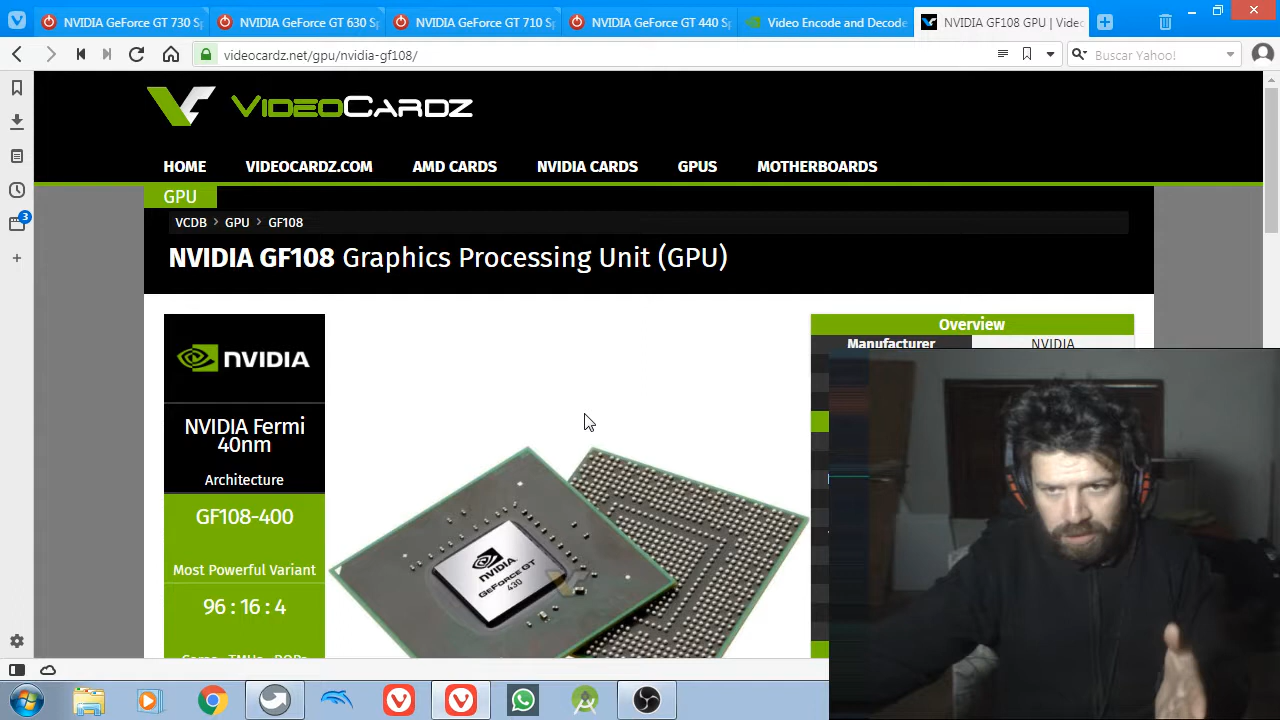 NVIDIA GeForce GT 730 Sp
NVIDIA GeForce GT 630 Sp
NVIDIA GeForce GT 710 Sp
NVIDIA GeForce GT 440 Sp
Video Encode and Decode
NVIDIA GF108 GPU | Video
videocardz.net/gpu/nvidia-gf108/
Buscar Yahoo!
VIDEOCARDZ
HOME
VIDEOCARDZ.COM
AMD CARDS
NVIDIA CARDS
GPUS
MOTHERBOARDS
GPU
VCDB > GPU > GF108
NVIDIA GF108 Graphics Processing Unit (GPU)
NVIDIA
NVIDIA Fermi
40nm
Architecture
GF108-400
Most Powerful Variant
96 : 16 : 4
NVIDIA
GEFORCE GT
430
Overview
Manufacturer
NVIDIA
3